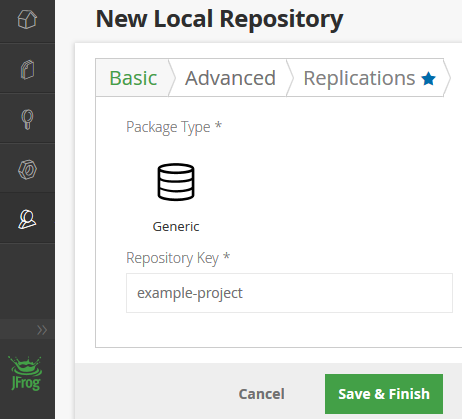 New Local Repository
Basic Advanced Replications
Package Type *
Generic
Repository Key *
example-project
JFrog
Cancel Save & Finish